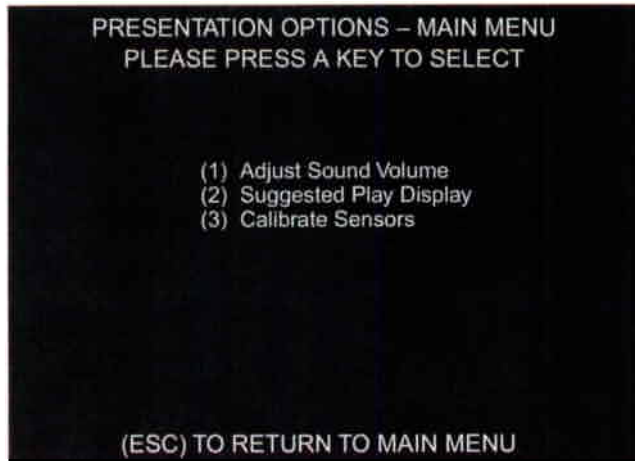 PRESENTATION OPTIONS – MAIN MENU
PLEASE PRESS A KEY TO SELECT
(1) Adjust Sound Volume
(2) Suggested Play Display
(3) Calibrate Sensors
(ESC) TO RETURN TO MAIN MENU